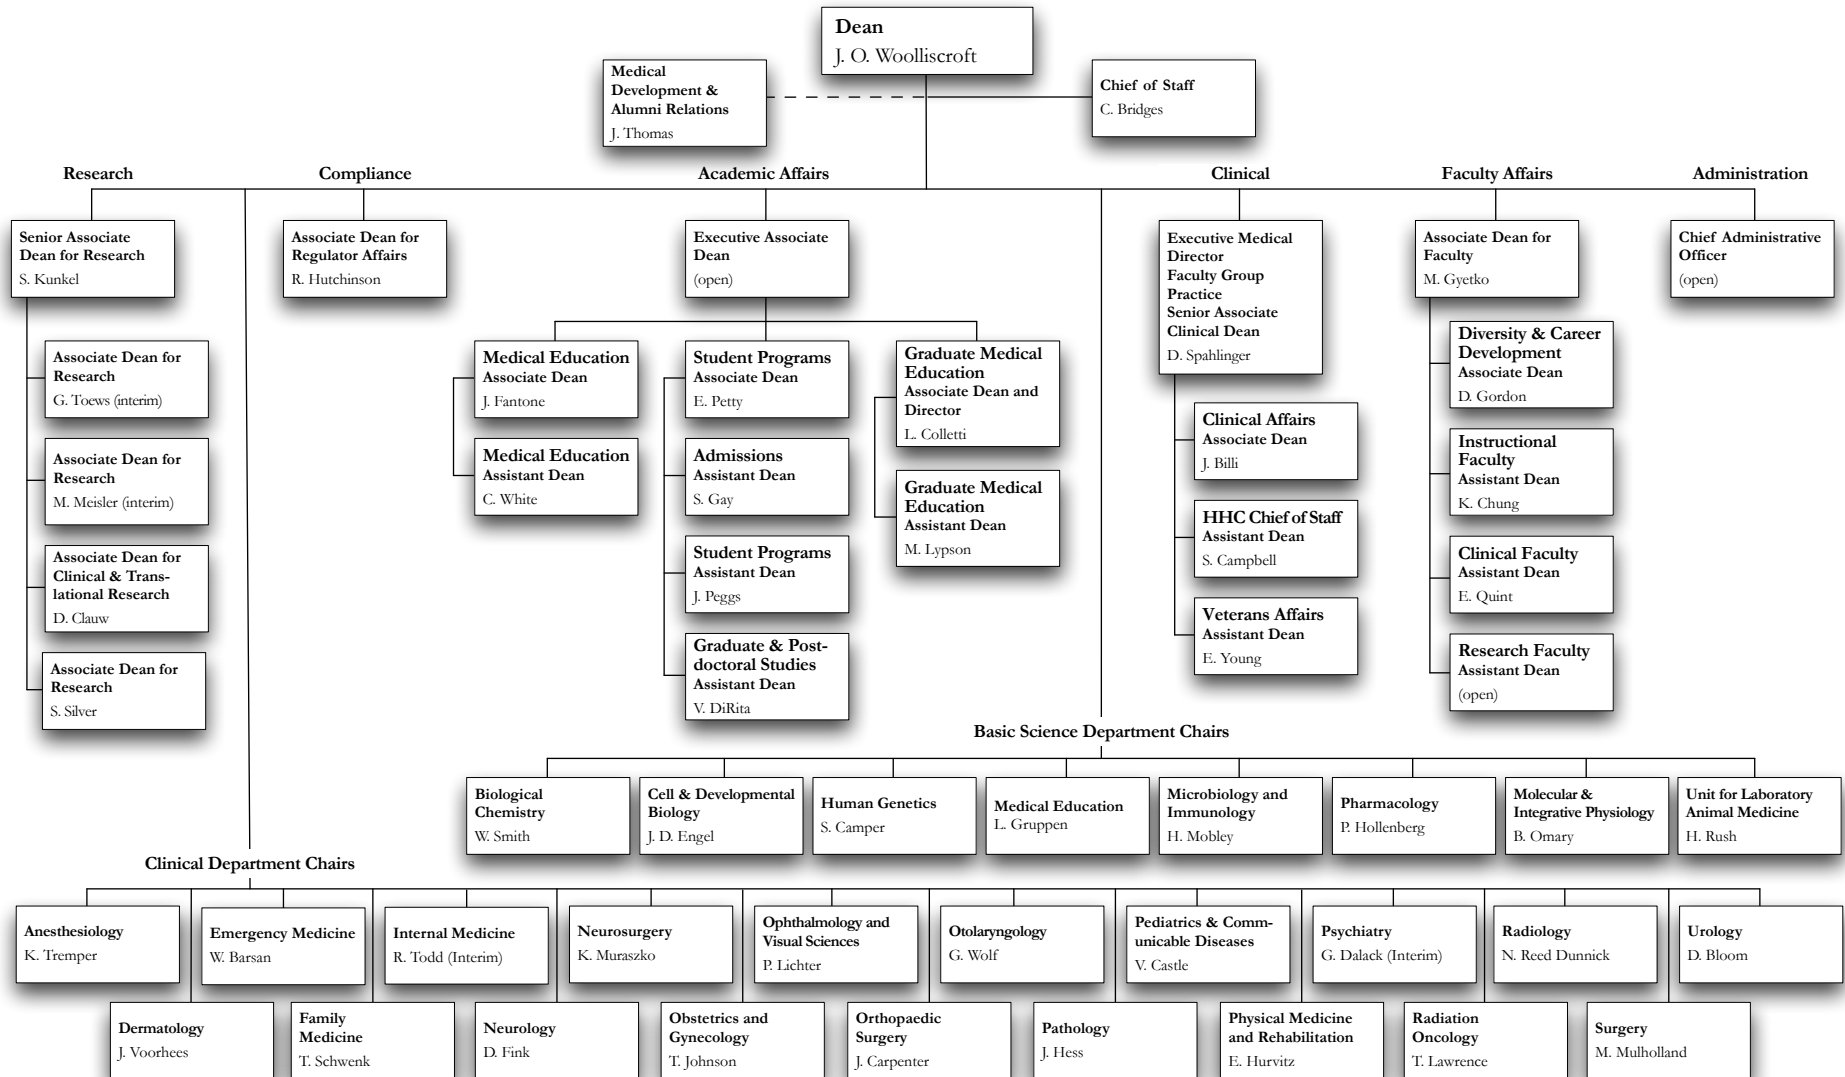 Dean
J. O. Woolliscroft
Medical
Development &
Alumni Relations
J. Thomas
Chief of Staff
C. Bridges
Research
Compliance
Academic Affairs
Clinical
Faculty Affairs
Administration
Senior Associate
Dean for Research
S. Kunkel
Associate Dean for
Regulator Affairs
R. Hutchinson
Executive Associate
Dean
(open)
Executive Medical
Director
Faculty Group
Practice
Senior Associate
Clinical Dean
D. Spahlinger
Associate Dean for
Faculty
M. Gyetko
Chief Administrative
Officer
(open)
Associate Dean for
Research
G. Toews (interim)
Associate Dean for
Research
M. Meisler (interim)
Associate Dean for
Clinical & Trans-
lational Research
D. Clauw
Associate Dean for
Research
S. Silver
Medical Education
Associate Dean
J. Fantone
Medical Education
Assistant Dean
C. White
Student Programs
Associate Dean
E. Petty
Admissions
Assistant Dean
S. Gay
Student Programs
Assistant Dean
J. Peggs
Graduate & Post-
doctoral Studies
Assistant Dean
V. DiRita
Graduate Medical
Education
Associate Dean and
Director
L. Colletti
Graduate Medical
Education
Assistant Dean
M. Lypson
Clinical Affairs
Associate Dean
J. Billi
HHC Chief of Staff
Assistant Dean
S. Campbell
Veterans Affairs
Assistant Dean
E. Young
Diversity & Career
Development
Associate Dean
D. Gordon
Instructional
Faculty
Assistant Dean
K. Chung
Clinical Faculty
Assistant Dean
E. Quint
Research Faculty
Assistant Dean
(open)
Basic Science Department Chairs
Biological
Chemistry
W. Smith
Cell & Developmental
Biology
J. D. Engel
Human Genetics
S. Camper
Medical Education
L. Gruppen
Microbiology and
Immunology
H. Mobley
Pharmacology
P. Hollenberg
Molecular &
Integrative Physiology
B. Omary
Unit for Laboratory
Animal Medicine
H. Rush
Clinical Department Chairs
Anesthesiology
K. Tremper
Emergency Medicine
W. Barsan
Internal Medicine
R. Todd (Interim)
Neurosurgery
K. Muraszko
Ophthalmology and
Visual Sciences
P. Lichter
Otolaryngology
G. Wolf
Pediatrics & Comm-
unicable Diseases
V. Castle
Psychiatry
G. Dalack (Interim)
Radiology
N. Reed Dunnick
Urology
D. Bloom
Dermatology
J. Voorhees
Family
Medicine
T. Schwenk
Neurology
D. Fink
Obstetrics and
Gynecology
T. Johnson
Orthopaedic
Surgery
J. Carpenter
Pathology
J. Hess
Physical Medicine
and Rehabilitation
E. Hurvitz
Radiation
Oncology
T. Lawrence
Surgery
M. Mulholland